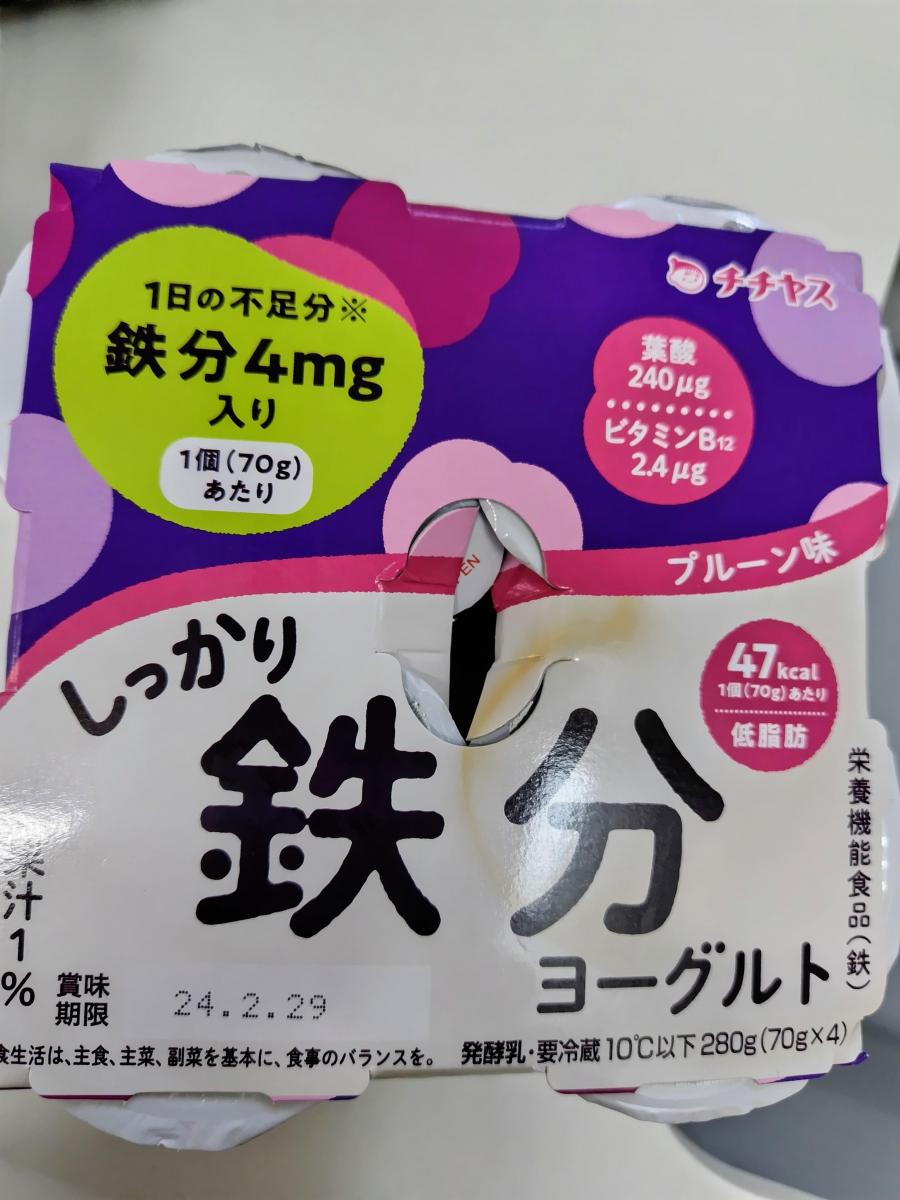 チチヤス
1日の不足分※
鉄分4mg
入り
1個(70g)
あたり
葉酸
240μg
ビタミンB12
2.4μg
プルーン味
しっかり
鉄分
ヨーグルト
47kcal
1個(70g)あたり
低脂肪
栄養機能食品(鉄)
果汁1%
賞味
期限
24.2.29
食生活は、主食、主菜、副菜を基本に、食事のバランスを。
発酵乳・要冷蔵10℃以下 280g(70g×4)